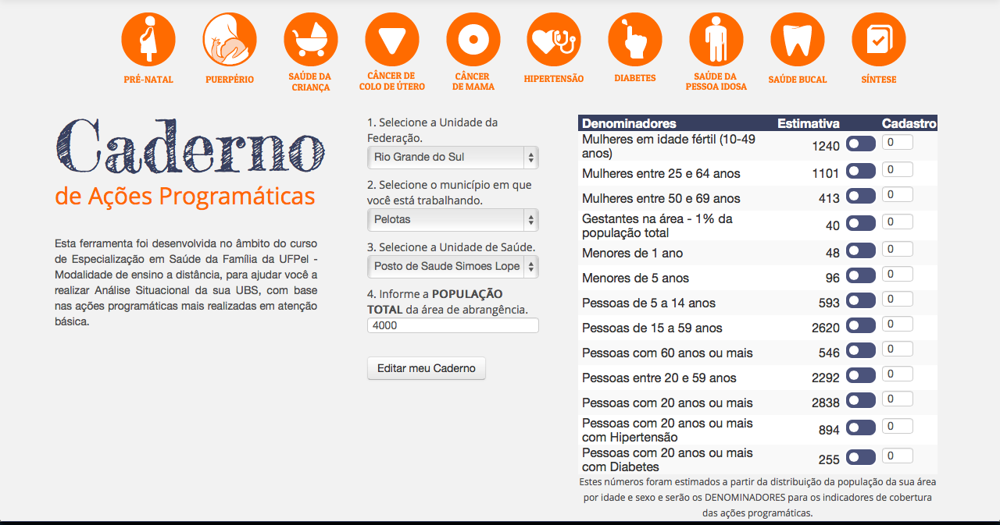 PRÉ-NATAL
PUERPÉRIO
SAÚDE DA
CRIANÇA
CÂNCER DE
COLO DE ÚTERO
CÂNCER
DE MAMA
HIPERTENSÃO
DIABETES
SAÚDE DA
PESSOA IDOSA
SAÚDE BUCAL
SÍNTESE
Caderno
de Ações Programáticas
Esta ferramenta foi desenvolvida no âmbito do curso
de Especialização em Saúde da Família da UFPel -
Modalidade de ensino a distância, para ajudar você a
realizar Análise Situacional da sua UBS, com base
nas ações programáticas mais realizadas em atenção
básica.
1. Selecione a Unidade da
Federação.
Rio Grande do Sul
2. Selecione o município em que
você está trabalhando.
Pelotas
3. Selecione a Unidade de Saúde.
Posto de Saude Simoes Lope
4. Informe a POPULAÇÃO
TOTAL da área de abrangência.
4000
Editar meu Caderno
Denominadores Estimativa Cadastro
Mulheres em idade fértil (10-49
anos) 1240 0
Mulheres entre 25 e 64 anos 1101 0
Mulheres entre 50 e 69 anos 413 0
Gestantes na área - 1% da
população total 40 0
Menores de 1 ano 48 0
Menores de 5 anos 96 0
Pessoas de 5 a 14 anos 593 0
Pessoas de 15 a 59 anos 2620 0
Pessoas com 60 anos ou mais 546 0
Pessoas entre 20 e 59 anos 2292 0
Pessoas com 20 anos ou mais 2838 0
Pessoas com 20 anos ou mais
com Hipertensão 894 0
Pessoas com 20 anos ou mais
com Diabetes 255 0
Estes números foram estimados a partir da distribuição da população da sua área
por idade e sexo e serão os DENOMINADORES para os indicadores de cobertura
das ações programáticas.